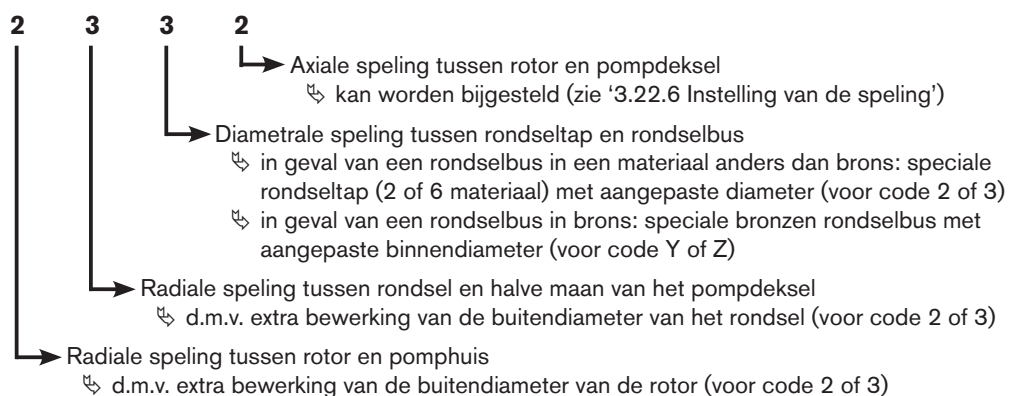 2 3 3 2
Axiale speling tussen rotor en pompdeksel
↳ kan worden bijgesteld (zie ‘3.22.6 Instelling van de speling’)
Diametrale speling tussen rondseltap en rondselbus
↳ in geval van een rondselbus in een materiaal anders dan brons: speciale
rondseltap (2 of 6 materiaal) met aangepaste diameter (voor code 2 of 3)
↳ in geval van een rondselbus in brons: speciale bronzen rondselbus met
aangepaste binnendiameter (voor code Y of Z)
Radiale speling tussen rondsel en halve maan van het pompdeksel
↳ d.m.v. extra bewerking van de buitendiameter van het rondsel (voor code 2 of 3)
Radiale speling tussen rotor en pomphuis
↳ d.m.v. extra bewerking van de buitendiameter van de rotor (voor code 2 of 3)